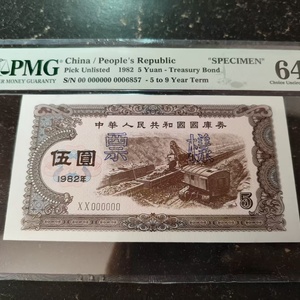 PMG
China / People's Republic "SPECIMEN"
Pick Unlisted 1982 5 Yuan - Treasury Bond
S/N 00 000000 0006857 - 5 to 9 Year Term
64
中華人民共和國國庫券
票 樣
伍圓
1982年
XX000000
5